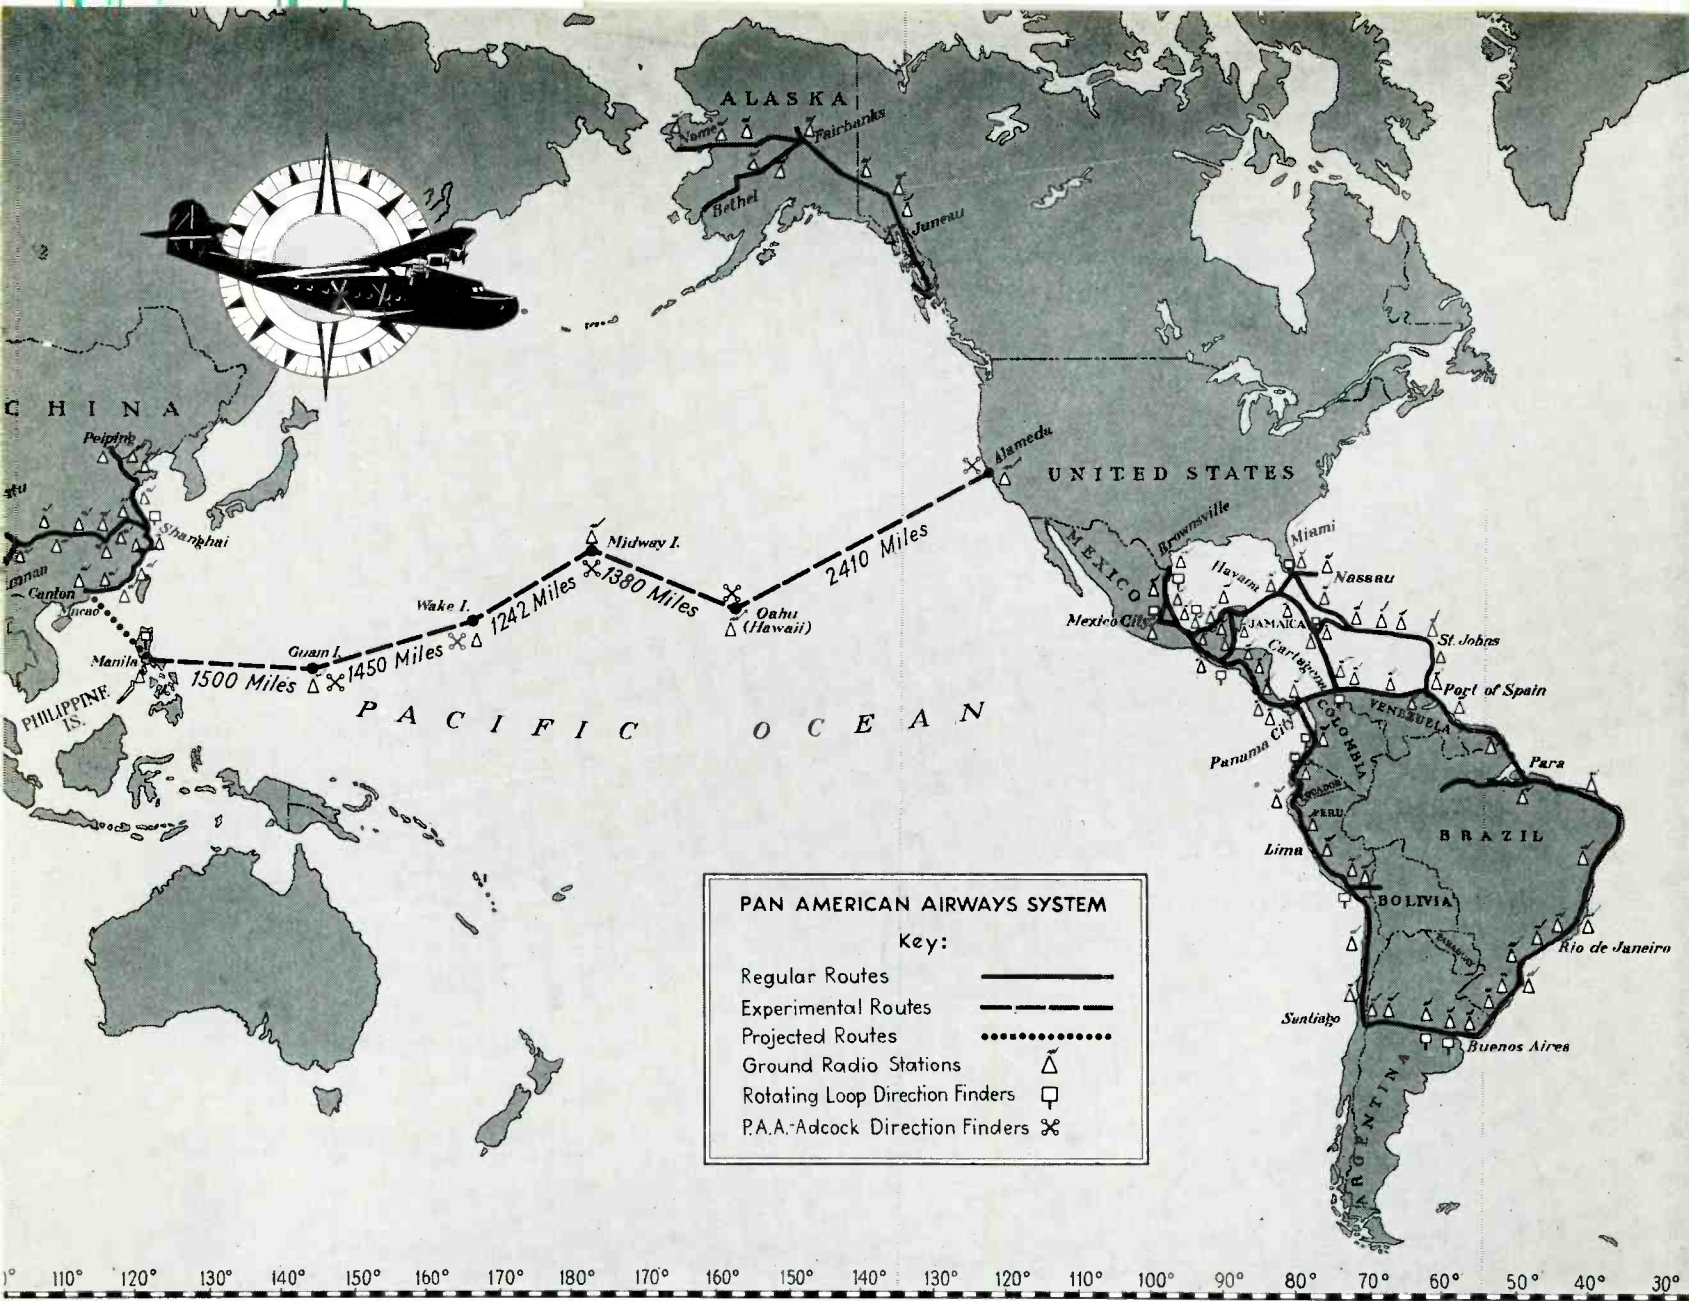 ALASKA
Nome
Fairbanks
Bethel
Juneau
CHINA
Peiping
Shanghai
Canton
Macao
Manila
PHILIPPINE
IS.
1500 Miles
Guam I.
1450 Miles
Wake I.
1242 Miles
Midway I.
1380 Miles
Oahu
(Hawaii)
2410 Miles
Alameda
PACIFIC OCEAN
UNITED STATES
MEXICO
Brownsville
Miami
Havana
Nassau
Mexico City
JAMAICA
St. Johns
Cartagena
Port of Spain
Panama City
COLOMBIA
VENEZUELA
Para
ECUADOR
PERU
BRAZIL
Lima
BOLIVIA
PARAGUAY
Rio de Janeiro
Santiago
Buenos Aires
ARGENTINA
PAN AMERICAN AIRWAYS SYSTEM
Key:
Regular Routes
Experimental Routes
Projected Routes
Ground Radio Stations
Rotating Loop Direction Finders
P.A.A.-Adcock Direction Finders
110° 120° 130° 140° 150° 160° 170° 180° 170° 160° 150° 140° 130° 120° 110° 100° 90° 80° 70° 60° 50° 40° 30°